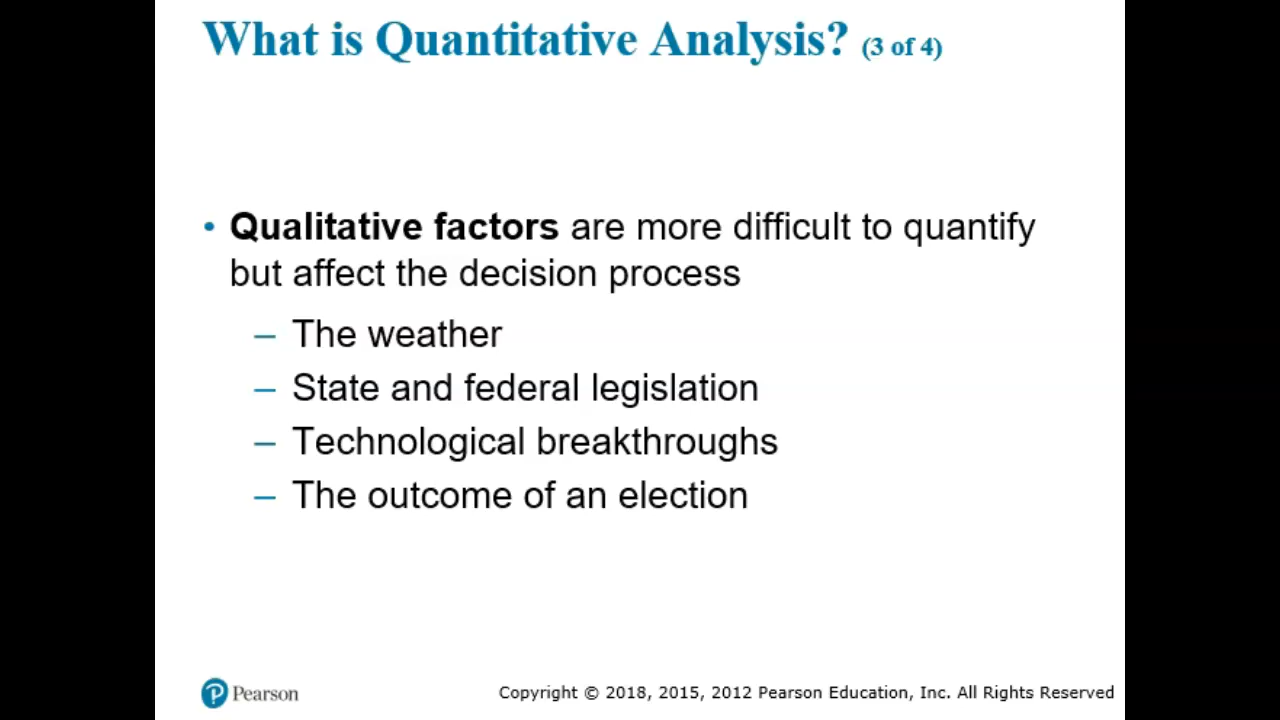 What is Quantitative Analysis? (3 of 4)
• Qualitative factors are more difficult to quantify
but affect the decision process
– The weather
– State and federal legislation
– Technological breakthroughs
– The outcome of an election
P Pearson
Copyright © 2018, 2015, 2012 Pearson Education, Inc. All Rights Reserved